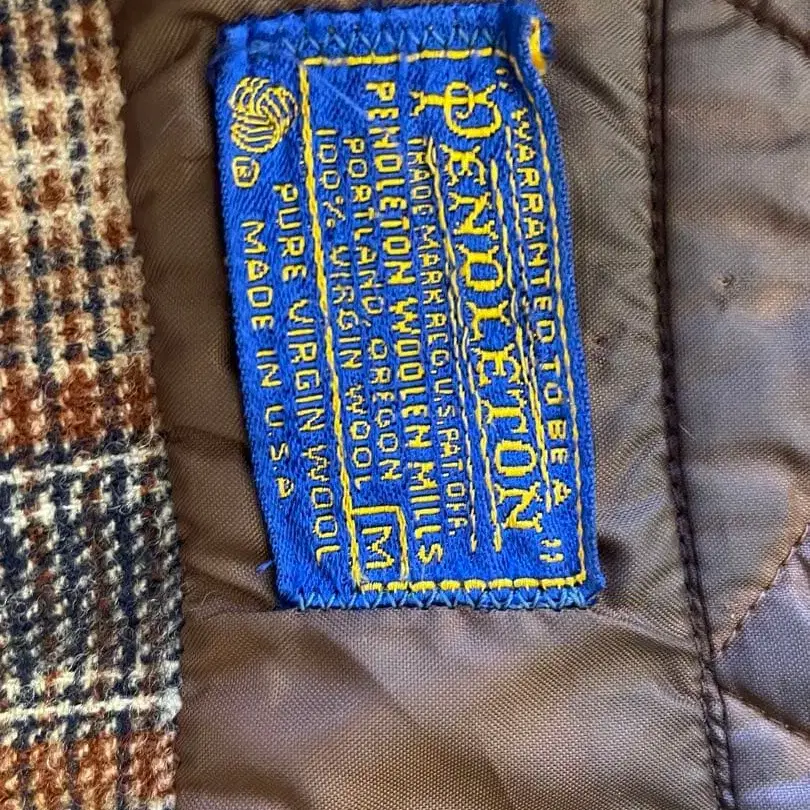 WARRANTED TO BE A
"PENDLETON"
TRADE MARK REG. U.S. PAT. OFF.
PENDLETON WOOLEN MILLS
PORTLAND, OREGON
100% VIRGIN WOOL
M
PURE VIRGIN WOOL
® MADE IN U.S.A